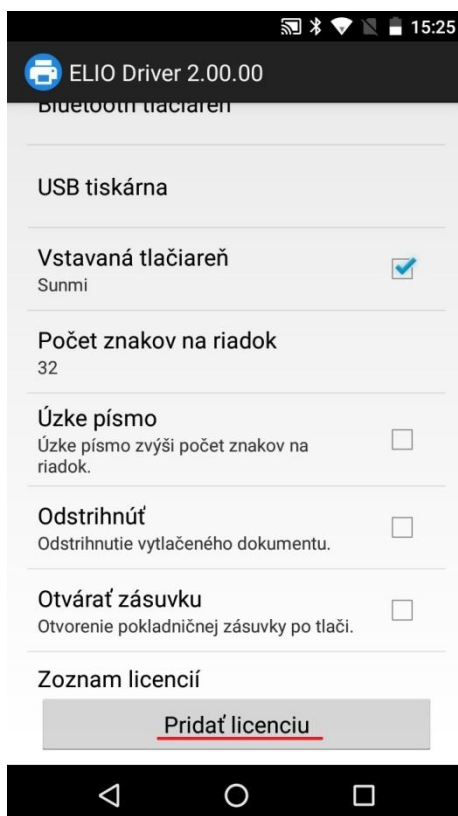 15:25
ELIO Driver 2.00.00
Bluetooth tlačiareň
USB tiskárna
Vstavaná tlačiareň
Sunmi
Počet znakov na riadok
32
Úzke písmo
Úzke písmo zvýši počet znakov na
riadok.
Odstrihnúť
Odstrihnutie vytlačeného dokumentu.
Otvárať zásuvku
Otvorenie pokladničnej zásuvky po tlači.
Zoznam licencií
Pridať licenciu